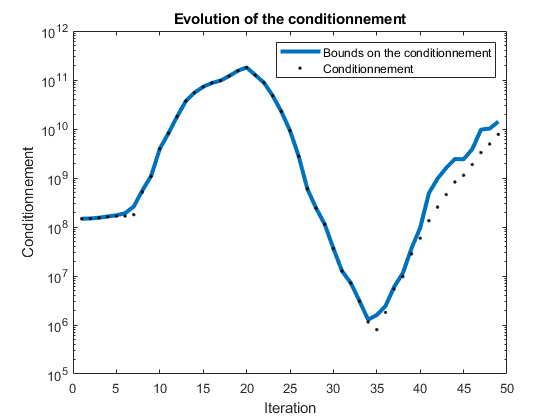 Evolution of the conditionnement
Bounds on the conditionnement
Conditionnement
10^12
10^11
10^10
10^9
10^8
10^7
10^6
10^5
Conditionnement
0 5 10 15 20 25 30 35 40 45 50
Iteration